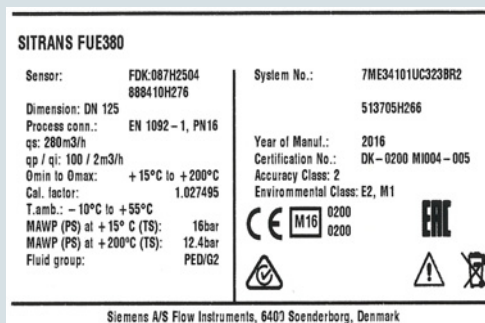 SITRANS FUE380
Sensor: FDK:087H2504
888410H276
Dimension: DN 125
Process conn.: EN 1092-1, PN16
qs: 280m3/h
qp / qi: 100 / 2m3/h
Θmin to Θmax: +15°C to +200°C
Cal. factor: 1.027495
T.amb.: -10°C to +55°C
MAWP (PS) at +15° C (TS): 16bar
MAWP (PS) at +200°C (TS): 12.4bar
Fluid group: PED/G2
System No.: 7ME34101UC323BR2
513705H266
Year of Manuf.: 2016
Certification No.: DK-0200 MI004-005
Accuracy Class: 2
Environmental Class: E2, M1
CE M16 0200
0200
EAC
Siemens A/S Flow Instruments, 6400 Soenderborg, Denmark